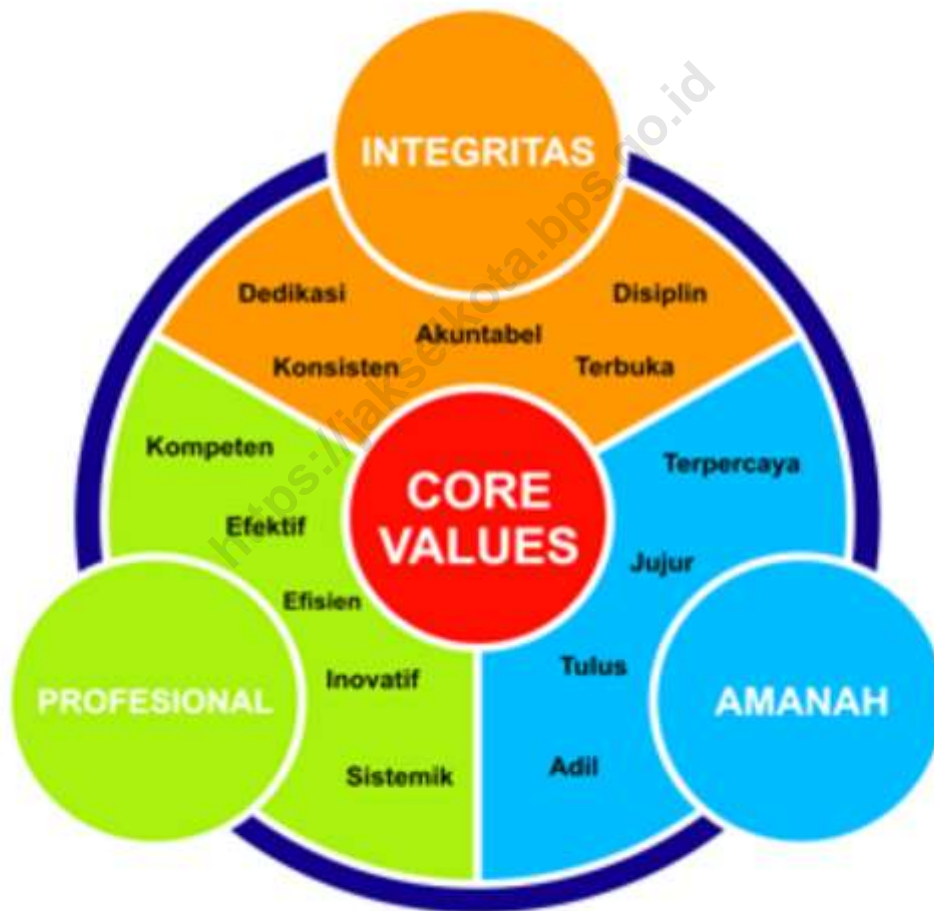 INTEGRITAS
Dedikasi
Disiplin
Akuntabel
Konsisten
Terbuka
Kompeten
Efektif
Efisien
Inovatif
Sistemik
PROFESIONAL
CORE
VALUES
Terpercaya
Jujur
Tulus
Adil
AMANAH
https://jakselkota.bps.go.id